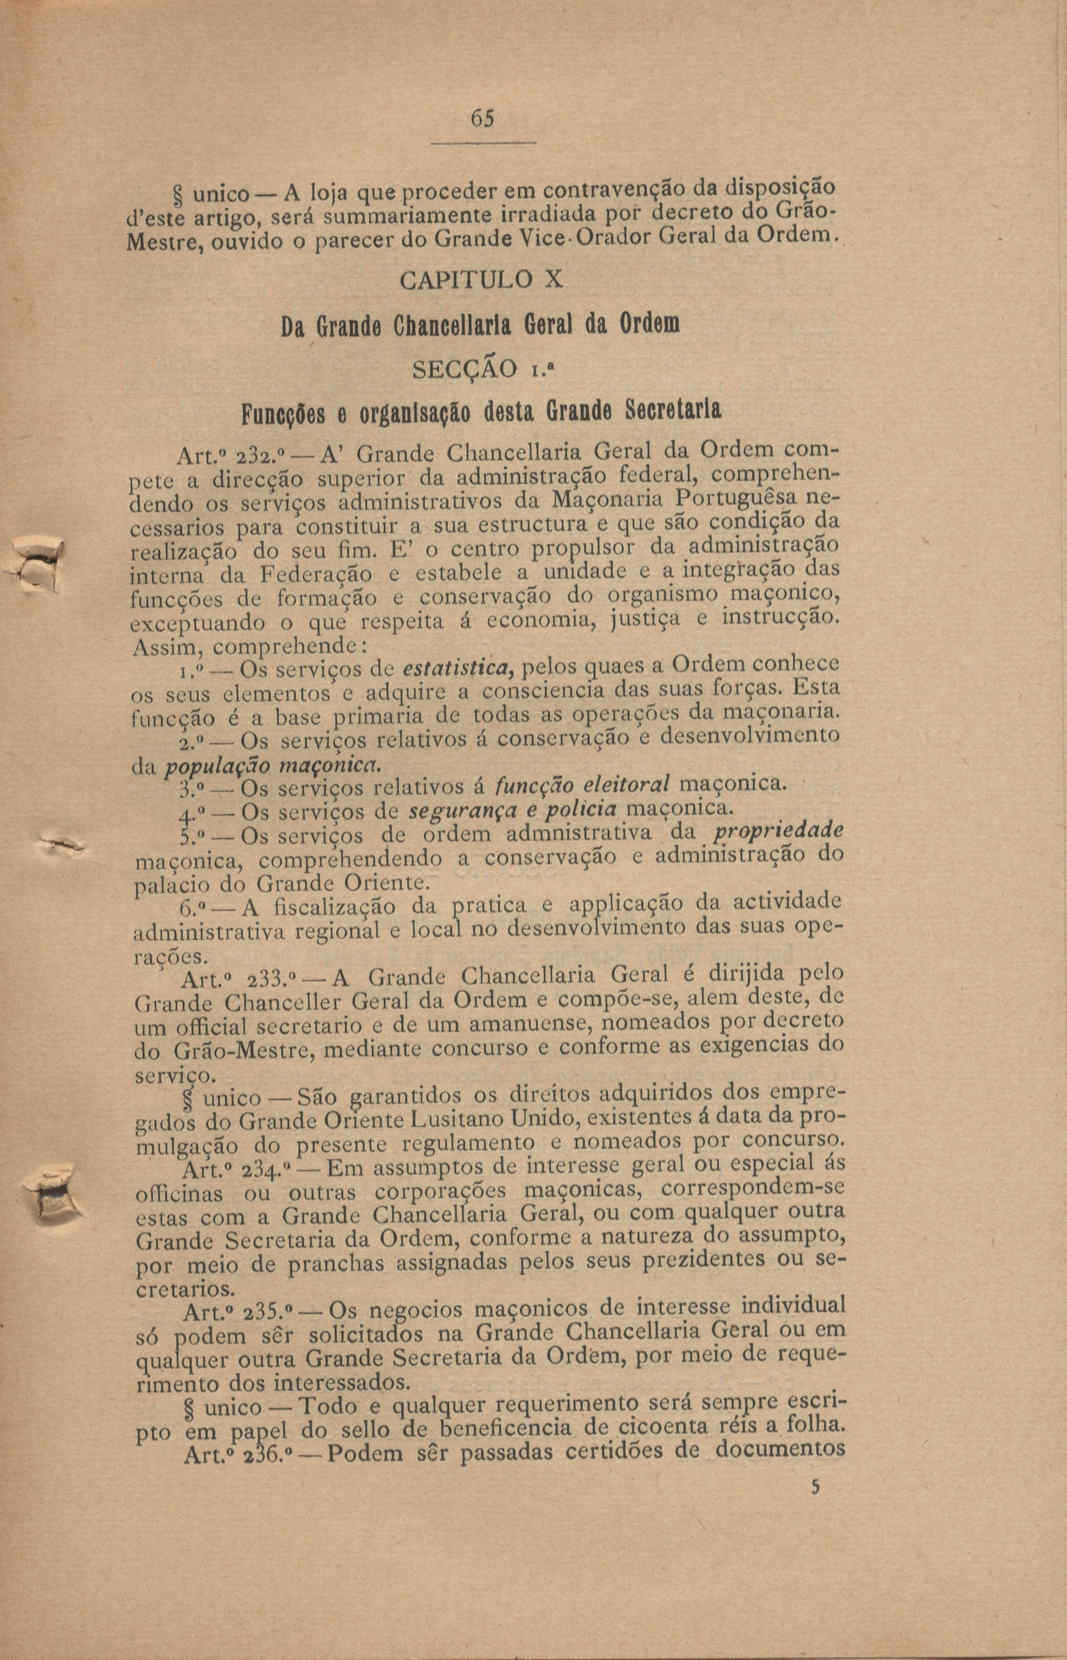 65
§ unico — A loja que proceder em contravenção da disposição
d'este artigo, será summariamente irradiada por decreto do Grão-
Mestre, ouvido o parecer do Grande Vice-Orador Geral da Ordem.
CAPITULO X
Da Grande Chancellaria Geral da Ordem
SECÇÃO 1.ª
Funcções e organisação desta Grande Secretaria
Art.º 232.º — A' Grande Chancellaria Geral da Ordem com-
pete a direcção superior da administração federal, comprehen-
dendo os serviços administrativos da Maçonaria Portuguêsa ne-
cessarios para constituir a sua estructura e que são condição da
realização do seu fim. E' o centro propulsor da administração
interna da Federação e estabele a unidade e a integração das
funcções de formação e conservação do organismo maçonico,
exceptuando o que respeita á economia, justiça e instrucção.
Assim, comprehende:
1.º — Os serviços de estatistica, pelos quaes a Ordem conhece
os seus elementos e adquire a consciencia das suas forças. Esta
funcção é a base primaria de todas as operações da maçonaria.
2.º — Os serviços relativos á conservação e desenvolvimento
da população maçonica.
3.º — Os serviços relativos á funcção eleitoral maçonica.
4.º — Os serviços de segurança e policia maçonica.
5.º — Os serviços de ordem admnistrativa da propriedade
maçonica, comprehendendo a conservação e administração do
palacio do Grande Oriente.
6.º — A fiscalização da pratica e applicação da actividade
administrativa regional e local no desenvolvimento das suas ope-
rações.
Art.º 233.º — A Grande Chancellaria Geral é dirijida pelo
Grande Chanceller Geral da Ordem e compõe-se, alem deste, de
um official secretario e de um amanuense, nomeados por decreto
do Grão-Mestre, mediante concurso e conforme as exigencias do
serviço.
§ unico — São garantidos os direitos adquiridos dos empre-
gados do Grande Oriente Lusitano Unido, existentes á data da pro-
mulgação do presente regulamento e nomeados por concurso.
Art.º 234.º — Em assumptos de interesse geral ou especial ás
officinas ou outras corporações maçonicas, correspondem-se
estas com a Grande Chancellaria Geral, ou com qualquer outra
Grande Secretaria da Ordem, conforme a natureza do assumpto,
por meio de pranchas assignadas pelos seus prezidentes ou se-
cretarios.
Art.º 235.º — Os negocios maçonicos de interesse individual
só podem sêr solicitados na Grande Chancellaria Geral ou em
qualquer outra Grande Secretaria da Ordem, por meio de reque-
rimento dos interessados.
§ unico — Todo e qualquer requerimento será sempre escri-
pto em papel do sello de beneficencia de cicoenta réis a folha.
Art.º 236.º — Podem sêr passadas certidões de documentos
5